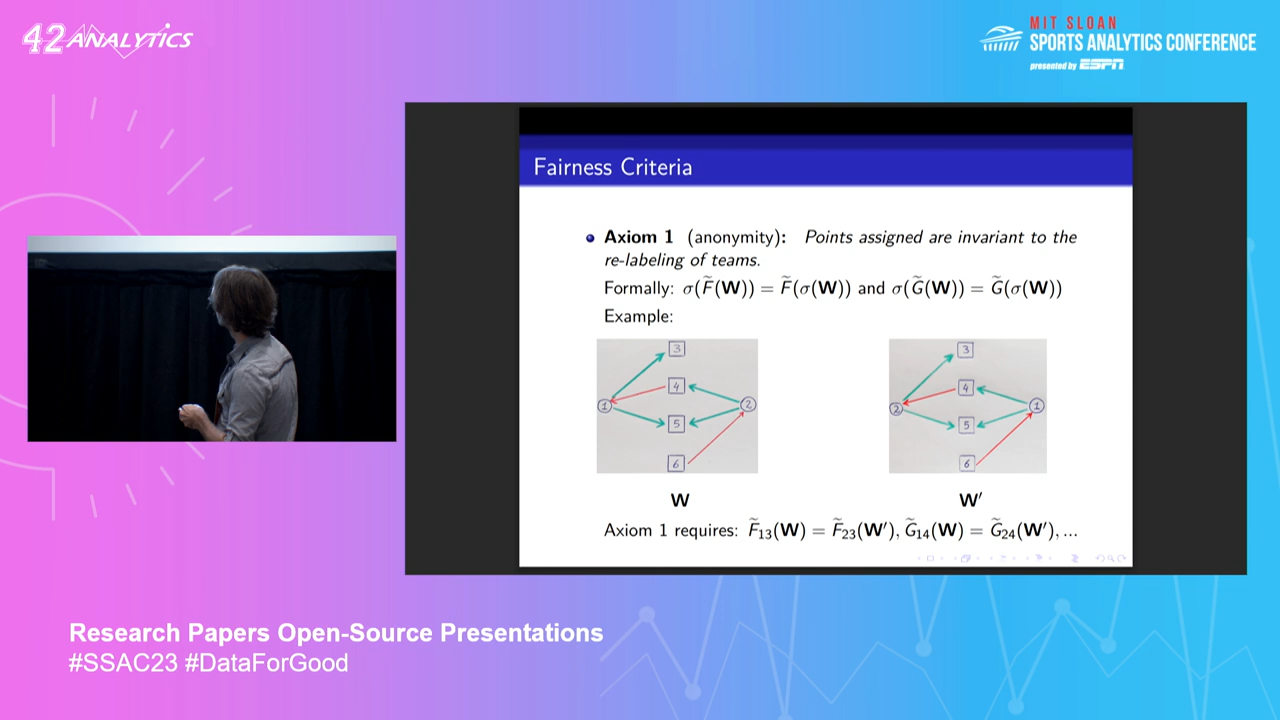 42 ANALYTICS
MIT SLOAN
SPORTS ANALYTICS CONFERENCE
presented by ESPN
Fairness Criteria
Axiom 1 (anonymity): Points assigned are invariant to the
re-labeling of teams.
Formally: σ(F̃(W)) = F̃(σ(W)) and σ(G̃(W)) = G̃(σ(W))
Example:
3
4
1
2
5
6
3
4
2
1
5
6
W
W′
Axiom 1 requires: F̃₁₃(W) = F̃₂₃(W′), G̃₁₄(W) = G̃₂₄(W′), ...
Research Papers Open-Source Presentations
#SSAC23 #DataForGood